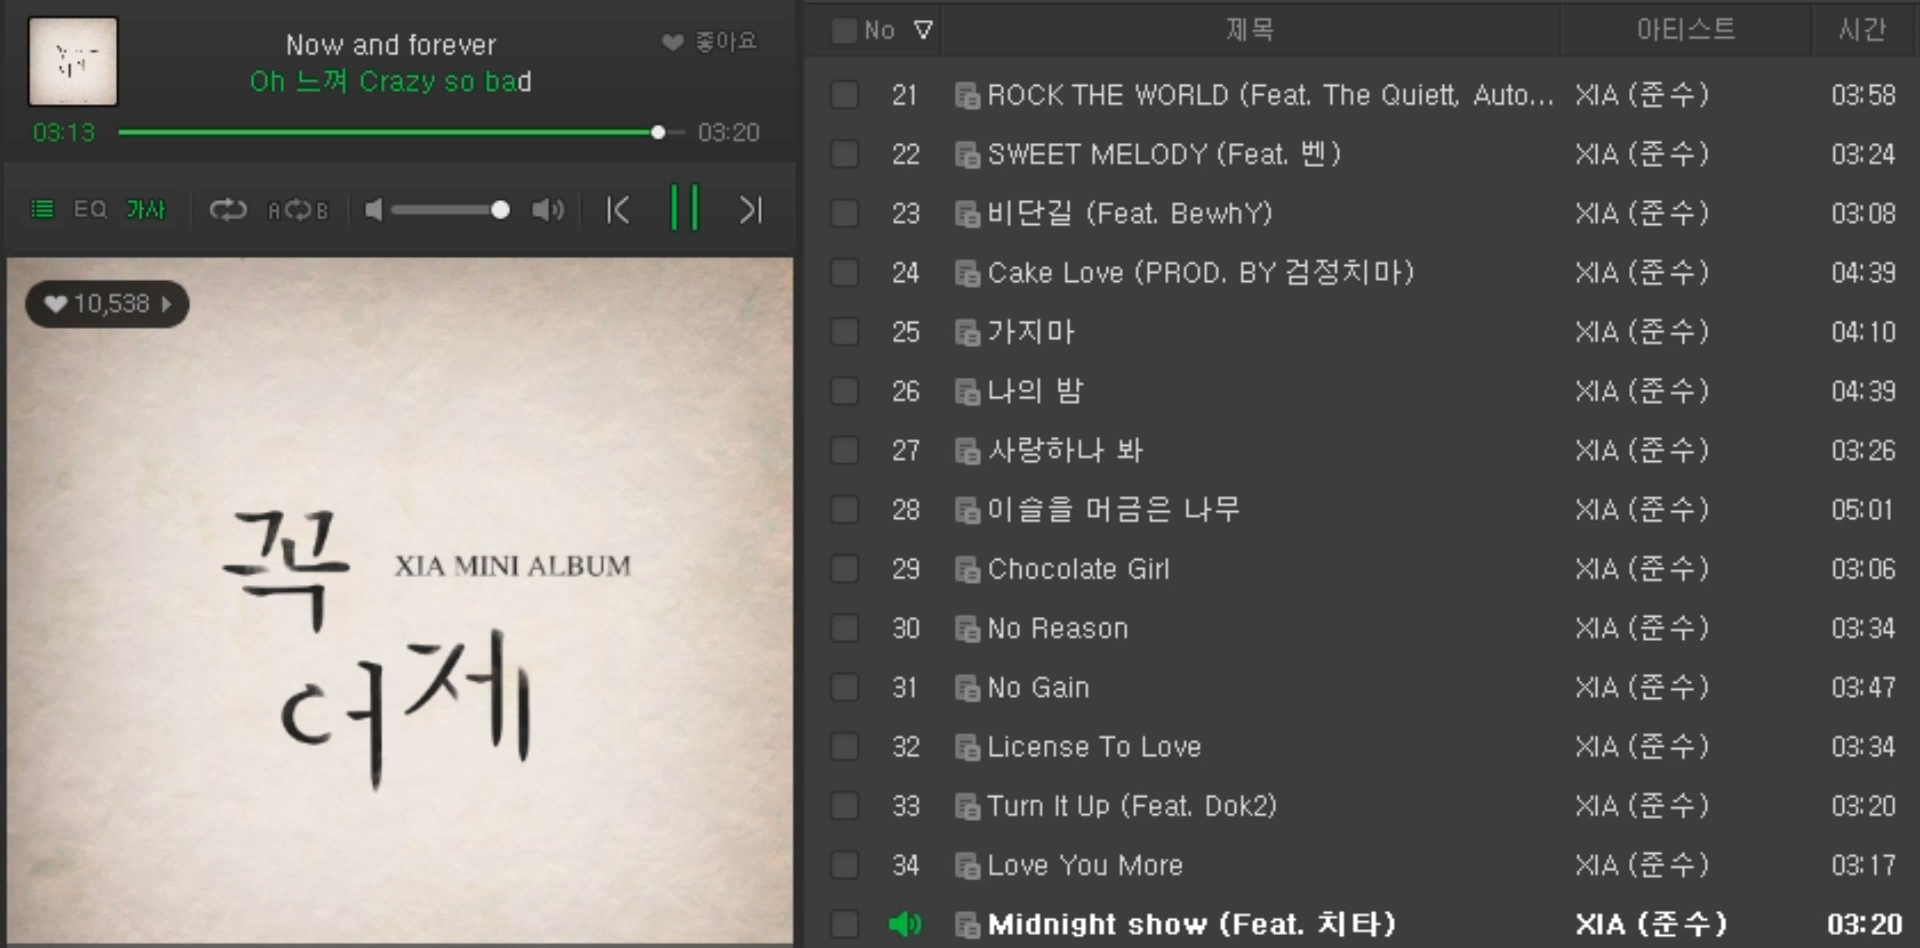 Now and forever
좋아요
Oh 느껴 Crazy so bad
03:13
03:20
EQ 가사
A B
10,538
꼭
XIA MINI ALBUM
어제
No 제목 아티스트 시간
21 ROCK THE WORLD (Feat. The Quiett, Auto... XIA (준수) 03:58
22 SWEET MELODY (Feat. 벤) XIA (준수) 03:24
23 비단길 (Feat. BewhY) XIA (준수) 03:08
24 Cake Love (PROD. BY 검정치마) XIA (준수) 04:39
25 가지마 XIA (준수) 04:10
26 나의 밤 XIA (준수) 04:39
27 사랑하나 봐 XIA (준수) 03:26
28 이슬을 머금은 나무 XIA (준수) 05:01
29 Chocolate Girl XIA (준수) 03:06
30 No Reason XIA (준수) 03:34
31 No Gain XIA (준수) 03:47
32 License To Love XIA (준수) 03:34
33 Turn It Up (Feat. Dok2) XIA (준수) 03:20
34 Love You More XIA (준수) 03:17
Midnight show (Feat. 치타) XIA (준수) 03:20